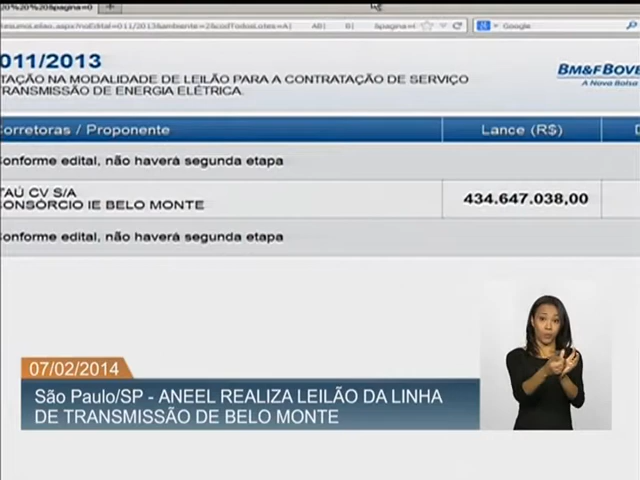 011/2013
TAÇÃO NA MODALIDADE DE LEILÃO PARA A CONTRATAÇÃO DE SERVIÇO
TRANSMISSÃO DE ENERGIA ELÉTRICA.
BM&FBOVE
A Nova Bolsa
Google
Corretoras / Proponente
Lance (R$)
Conforme edital, não haverá segunda etapa
TAÚ CV S/A
CONSÓRCIO IE BELO MONTE
434.647.038,00
Conforme edital, não haverá segunda etapa
07/02/2014
São Paulo/SP - ANEEL REALIZA LEILÃO DA LINHA
DE TRANSMISSÃO DE BELO MONTE